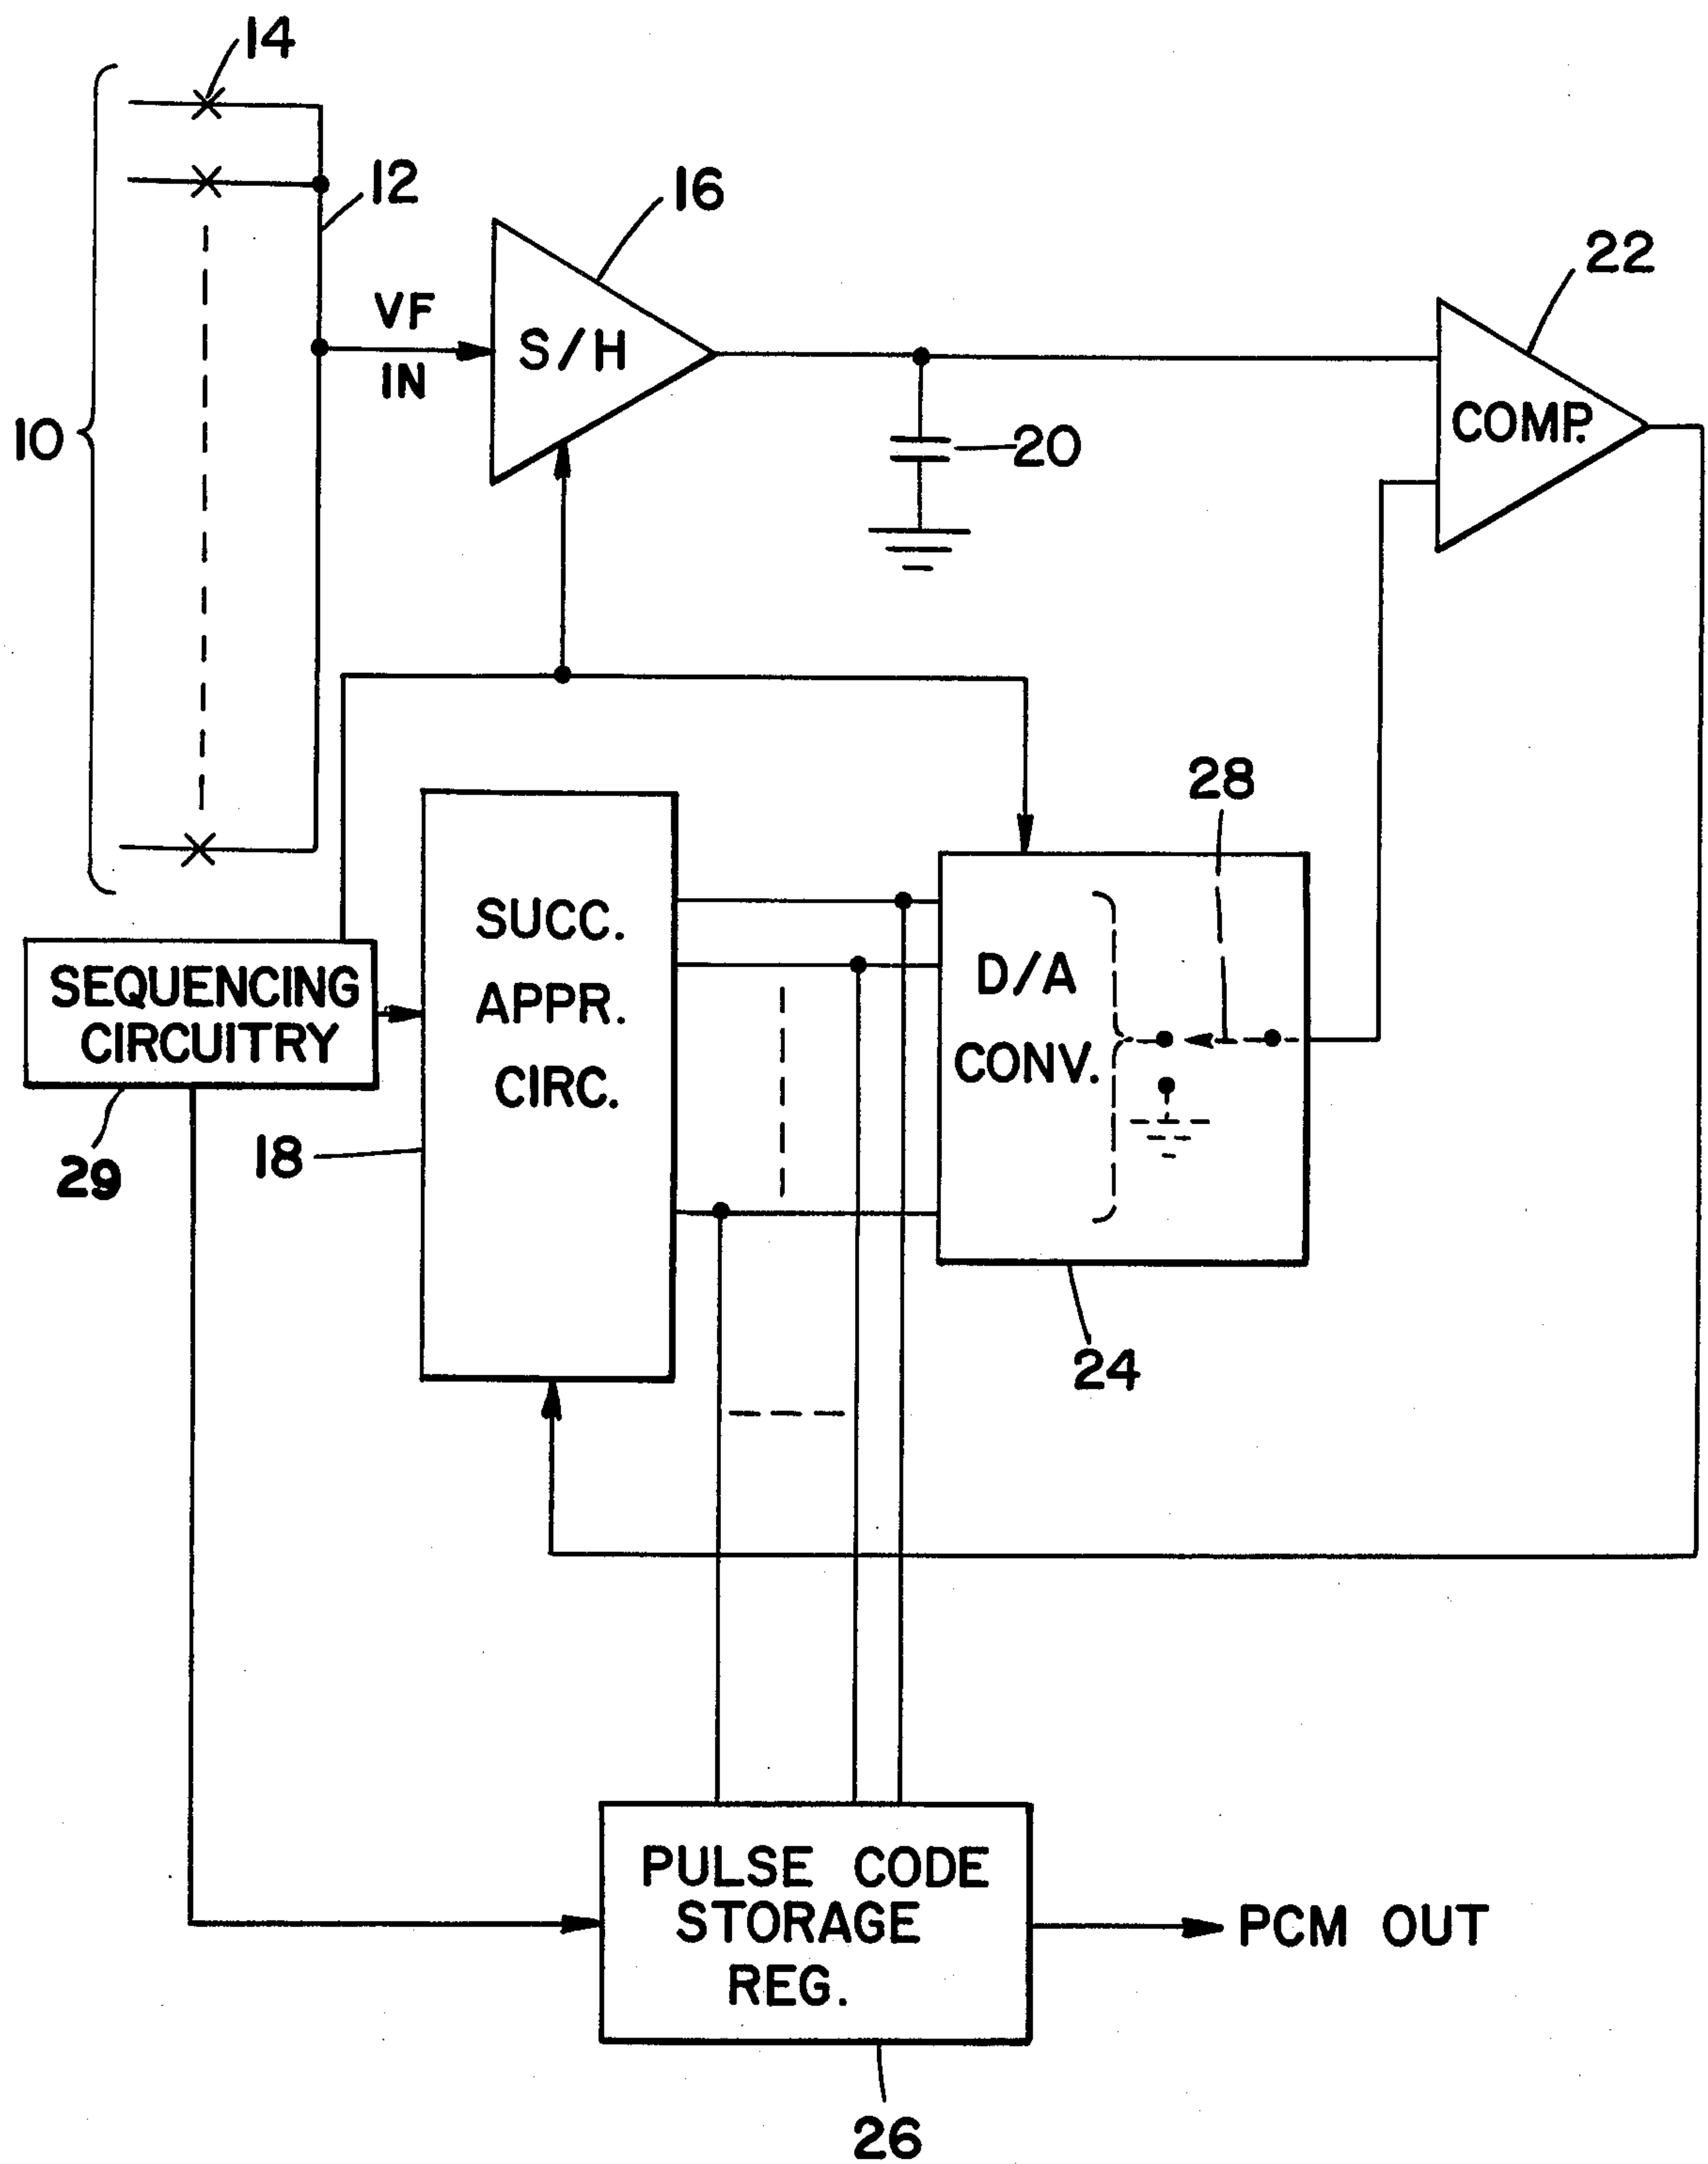 14
12
16
22
VF
IN
S/H
COMP.
10
20
28
SUCC.
APPR.
CIRC.
D/A
CONV.
SEQUENCING
CIRCUITRY
29
18
24
PULSE CODE
STORAGE
REG.
PCM OUT
26